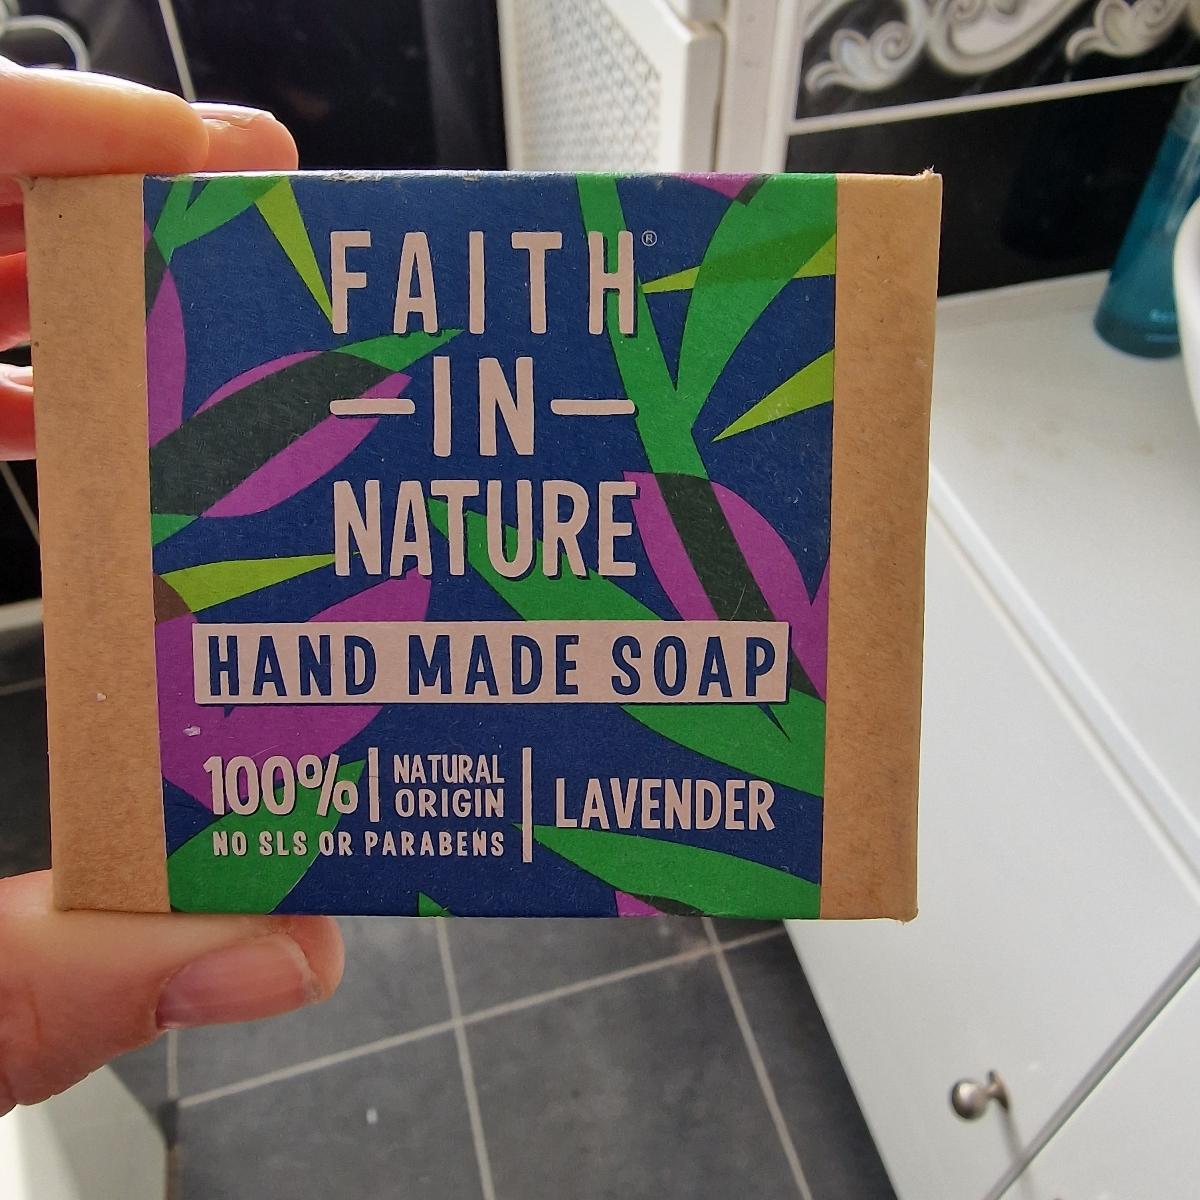 FAITH®
—IN—
NATURE
HAND MADE SOAP
100% | NATURAL ORIGIN | LAVENDER
NO SLS OR PARABENS